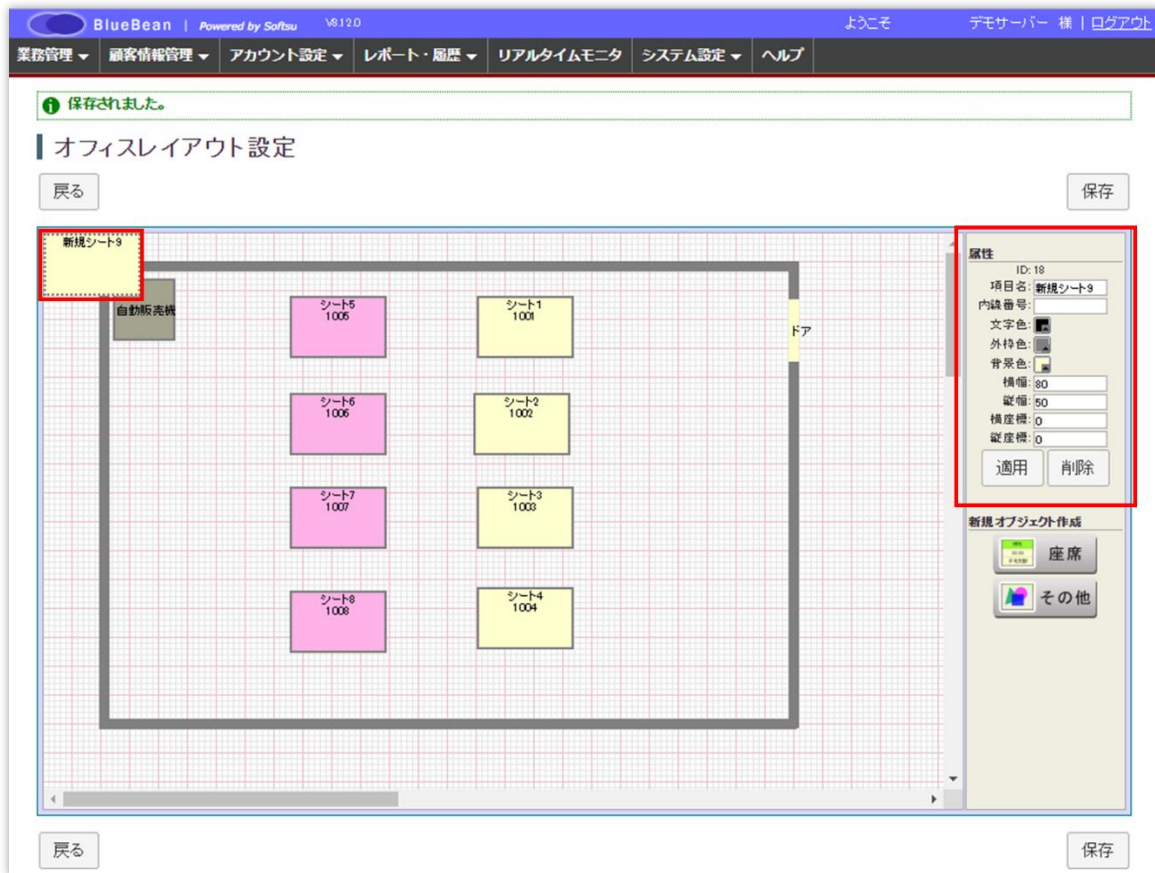 BlueBean | Powered by Softsu V8.12.0 ようこそ デモサーバー 様 | ログアウト
業務管理 顧客情報管理 アカウント設定 レポート・履歴 リアルタイムモニタ システム設定 ヘルプ
保存されました。
オフィスレイアウト設定
戻る 保存
新規シート9
自動販売機
シート5
1005
シート1
1001
ドア
シート6
1006
シート2
1002
シート7
1007
シート3
1003
シート8
1008
シート4
1004
属性
ID: 18
項目名: 新規シート9
内線番号:
文字色:
外枠色:
背景色:
横幅: 80
縦幅: 50
横座標: 0
縦座標: 0
適用 削除
新規オブジェクト作成
座席
その他
戻る 保存